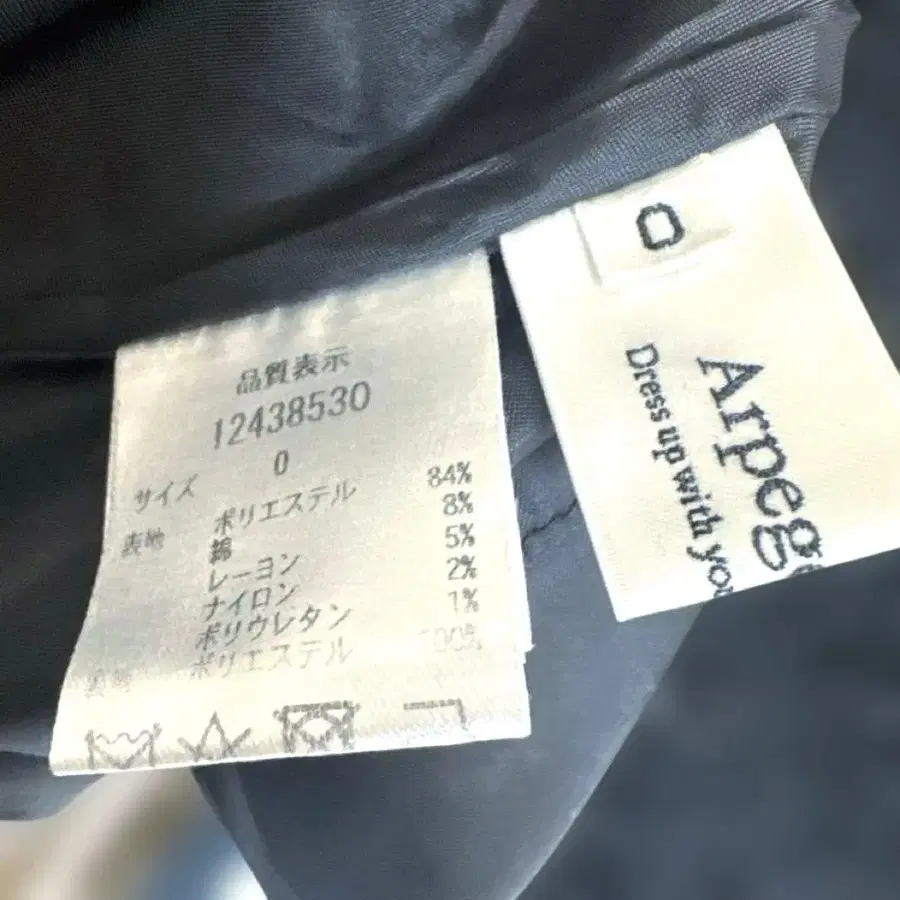 品質表示
12438530
サイズ 0
表地 ポリエステル 84%
綿 8%
レーヨン 5%
ナイロン 2%
ポリウレタン 1%
裏地 ポリエステル 100%
0
Arpeg
Dress up with